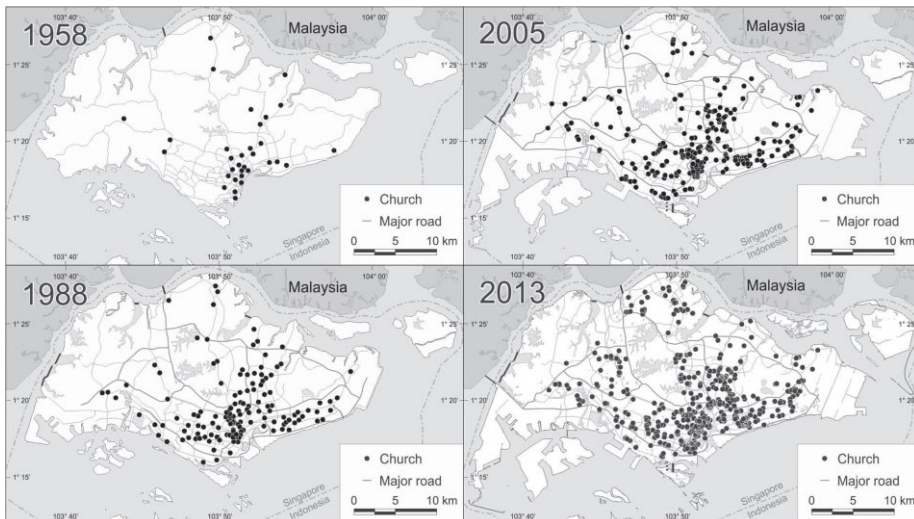 1958
Malaysia
103° 40'
103° 50'
104° 00'
1° 25'
1° 20'
1° 15'
Singapore
Indonesia
Church
Major road
0 5 10 km
2005
Malaysia
103° 40'
103° 50'
104° 00'
1° 25'
1° 20'
1° 15'
Singapore
Indonesia
Church
Major road
0 5 10 km
1988
Malaysia
103° 40'
103° 50'
104° 00'
1° 25'
1° 20'
1° 15'
Singapore
Indonesia
Church
Major road
0 5 10 km
2013
Malaysia
103° 40'
103° 50'
104° 00'
1° 25'
1° 20'
1° 15'
Singapore
Indonesia
Church
Major road
0 5 10 km